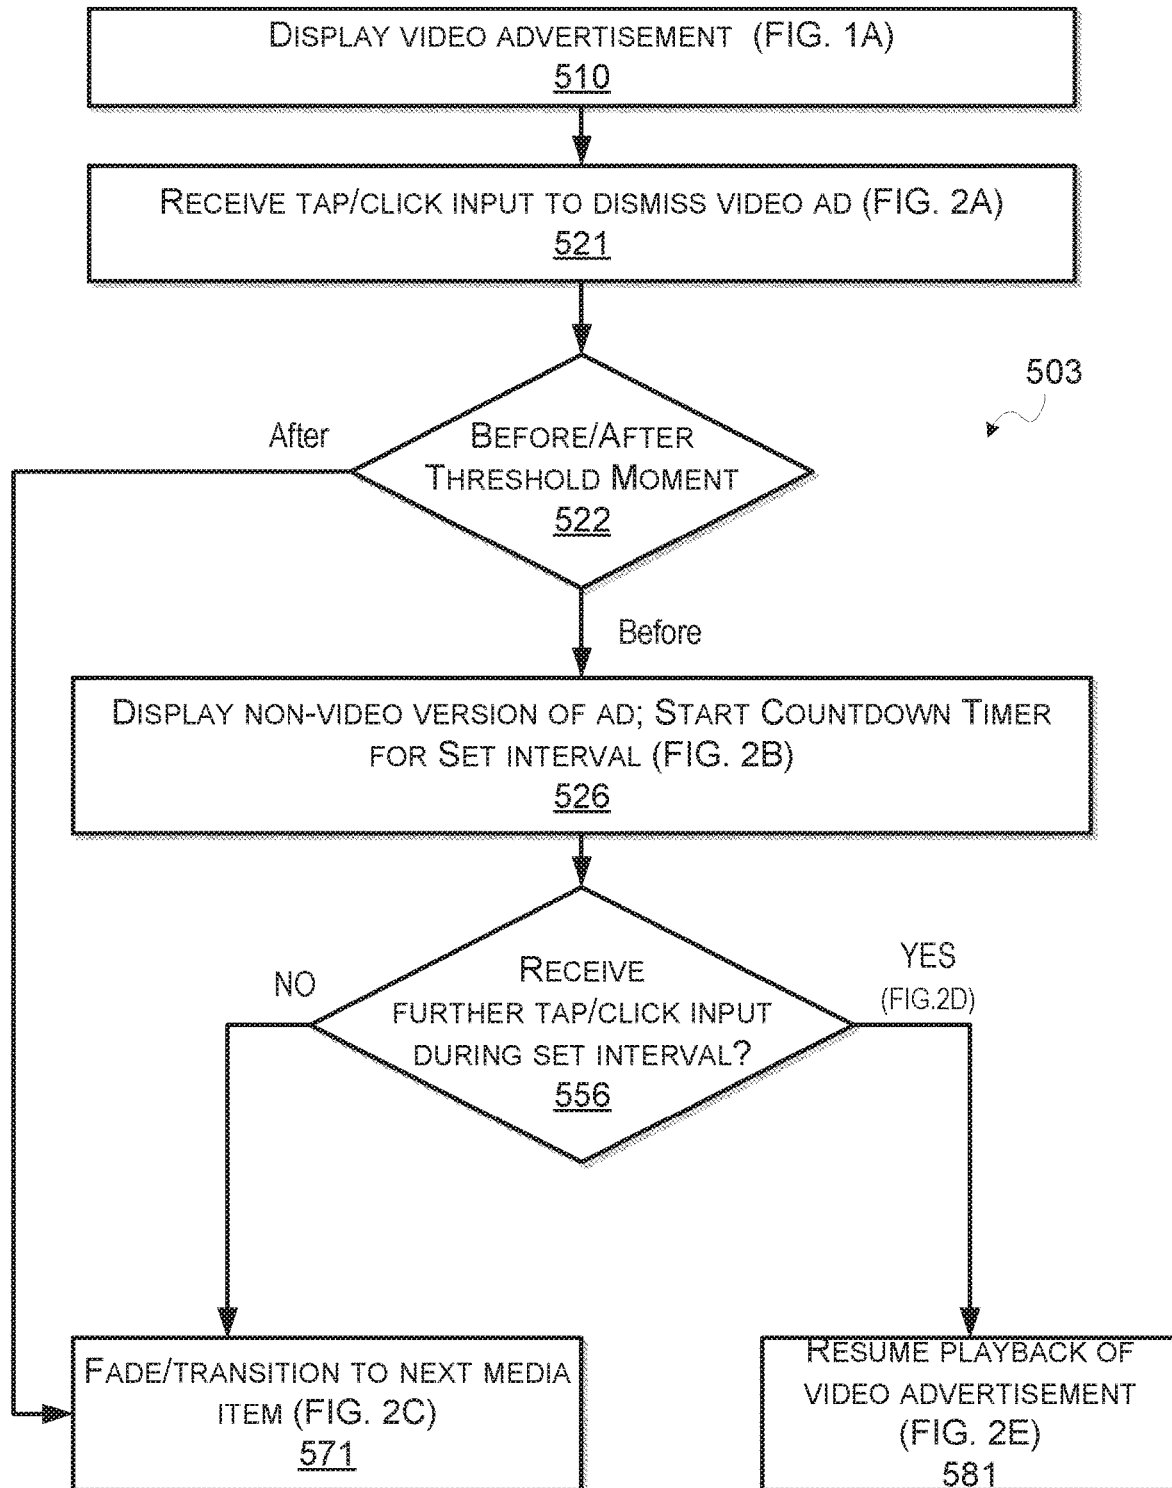 DISPLAY VIDEO ADVERTISEMENT (FIG. 1A)
510
RECEIVE TAP/CLICK INPUT TO DISMISS VIDEO AD (FIG. 2A)
521
503
After
BEFORE/AFTER
THRESHOLD MOMENT
522
Before
DISPLAY NON-VIDEO VERSION OF AD; START COUNTDOWN TIMER
FOR SET INTERVAL (FIG. 2B)
526
NO
RECEIVE
FURTHER TAP/CLICK INPUT
DURING SET INTERVAL?
556
YES
(FIG.2D)
FADE/TRANSITION TO NEXT MEDIA
ITEM (FIG. 2C)
571
RESUME PLAYBACK OF
VIDEO ADVERTISEMENT
(FIG. 2E)
581